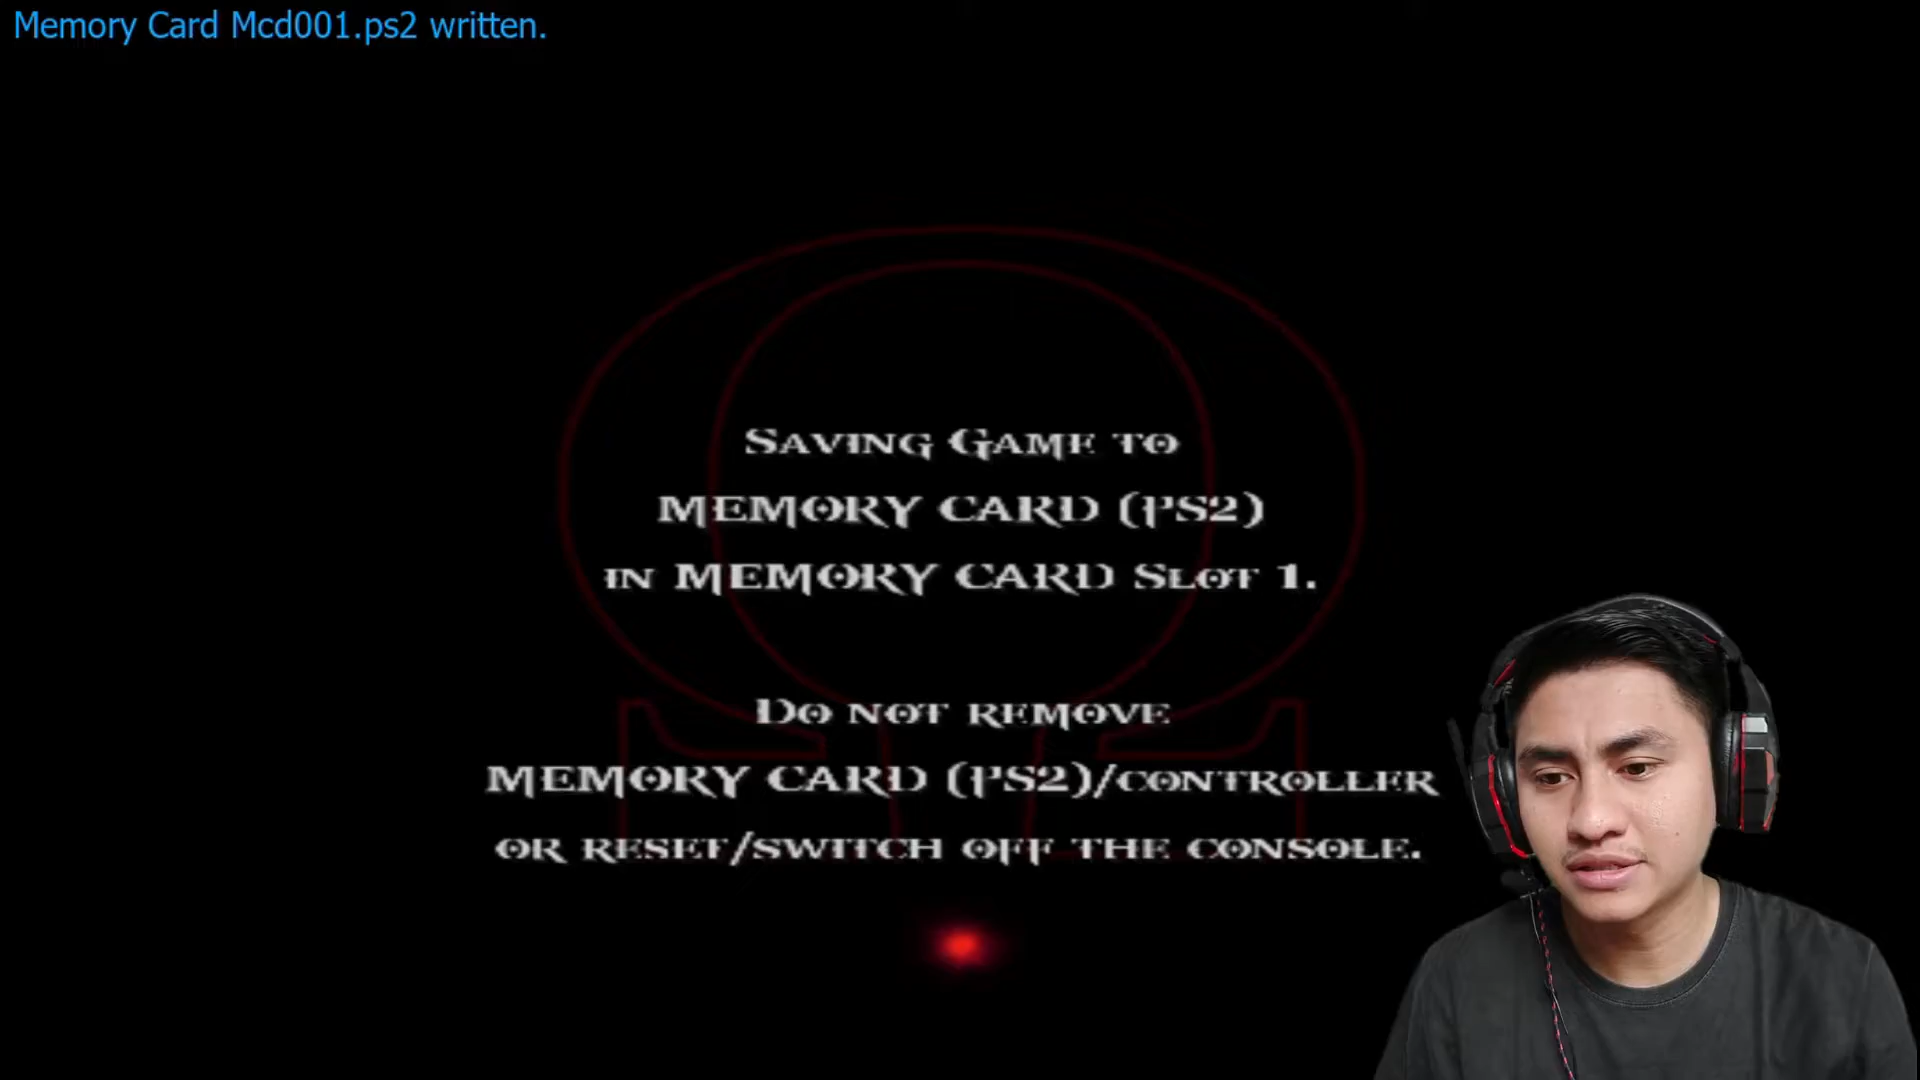 Memory Card Mcd001.ps2 written.
Saving Game to
MEMORY CARD (PS2)
in MEMORY CARD Slot 1.
Do not remove
MEMORY CARD (PS2)/controller
or reset/switch off the console.